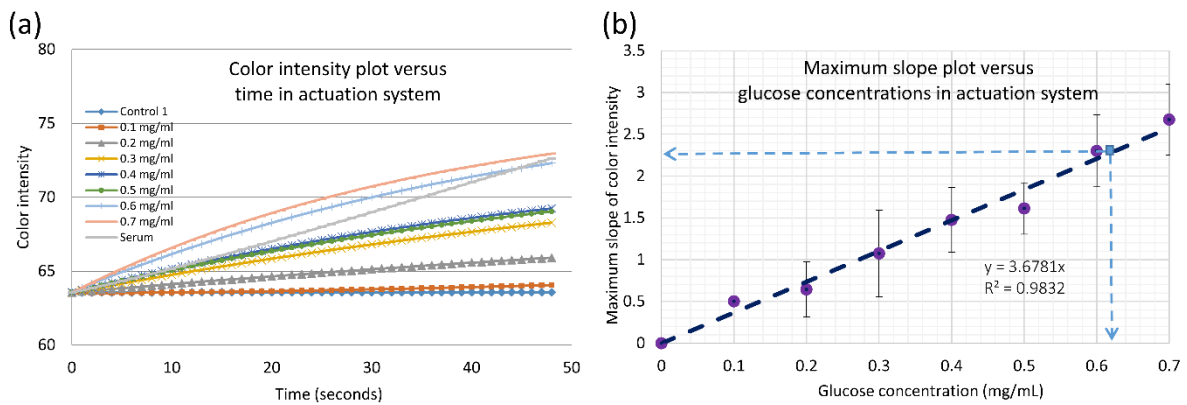 (a)
Color intensity plot versus
time in actuation system
80
75
70
65
60
Color intensity
Control 1
0.1 mg/ml
0.2 mg/ml
0.3 mg/ml
0.4 mg/ml
0.5 mg/ml
0.6 mg/ml
0.7 mg/ml
Serum
0
10
20
30
40
50
Time (seconds)
(b)
Maximum slope plot versus
glucose concentrations in actuation system
3.5
3
2.5
2
1.5
1
0.5
0
Maximum slope of color intensity
y = 3.6781x
R² = 0.9832
0
0.1
0.2
0.3
0.4
0.5
0.6
0.7
Glucose concentration (mg/mL)